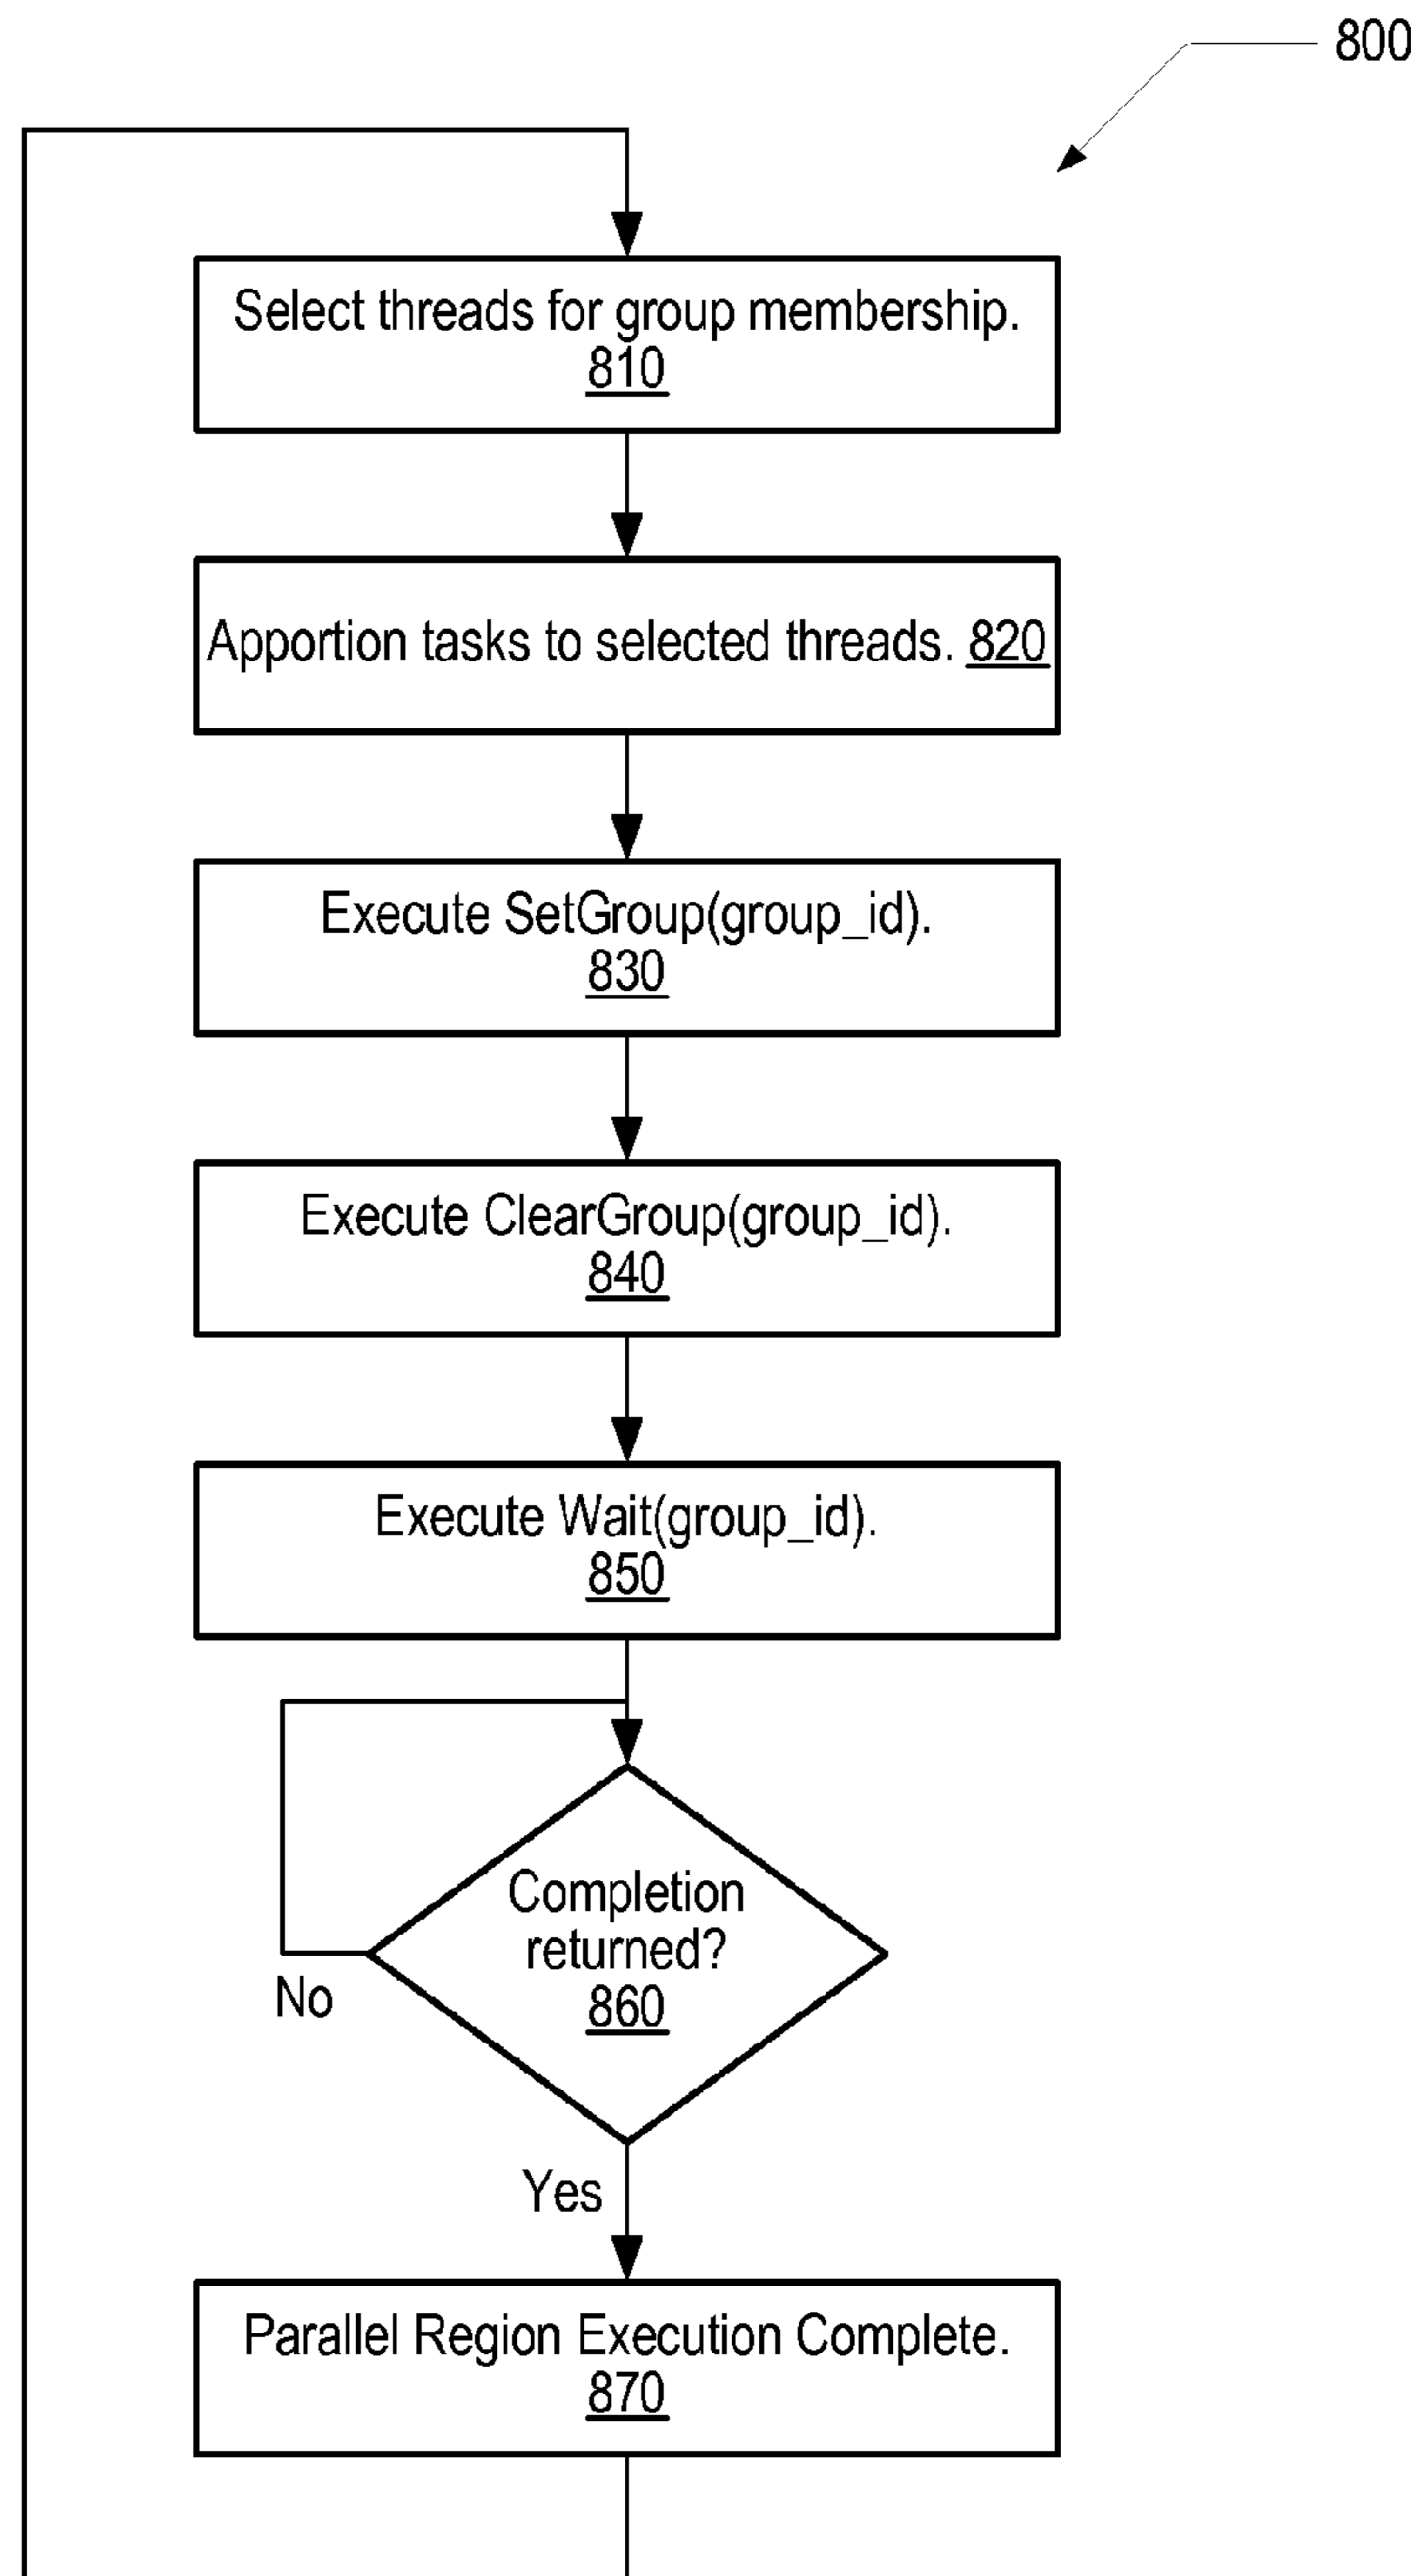 800
Select threads for group membership.
810
Apportion tasks to selected threads. 820
Execute SetGroup(group_id).
830
Execute ClearGroup(group_id).
840
Execute Wait(group_id).
850
Completion
returned?
860
No
Yes
Parallel Region Execution Complete.
870